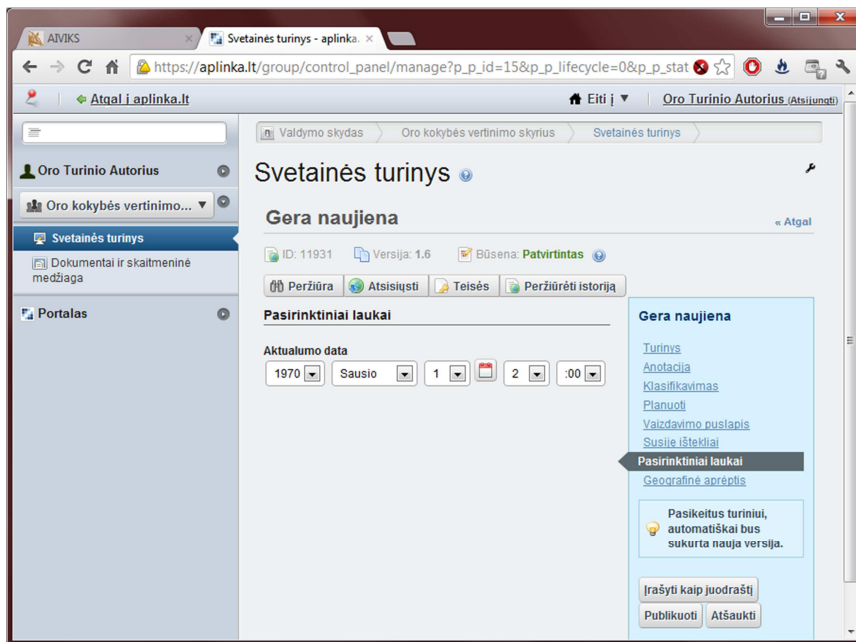 AIVIKS
Svetainės turinys - aplinka.
https://aplinka.lt/group/control_panel/manage?p_p_id=15&p_p_lifecycle=0&p_p_stat
Atgal į aplinka.lt
Eiti į
Oro Turinio Autorius (Atsijungti)
Valdymo skydas
Oro kokybės vertinimo skyrius
Svetainės turinys
Oro Turinio Autorius
Oro kokybės vertinimo...
Svetainės turinys
Dokumentai ir skaitmeninė
medžiaga
Portalas
Svetainės turinys
Gera naujiena
« Atgal
ID: 11931
Versija: 1.6
Būsena: Patvirtintas
Peržiūra
Atsisiųsti
Teisės
Peržiūrėti istoriją
Pasirinktiniai laukai
Aktualumo data
1970
Sausio
1
2
:00
Gera naujiena
Turinys
Anotacija
Klasifikavimas
Planuoti
Vaizdavimo puslapis
Susiję ištekliai
Pasirinktiniai laukai
Geografinė aprėptis
Pasikeitus turiniui,
automatiškai bus
sukurta nauja versija.
Įrašyti kaip juodraštį
Publikuoti
Atšaukti